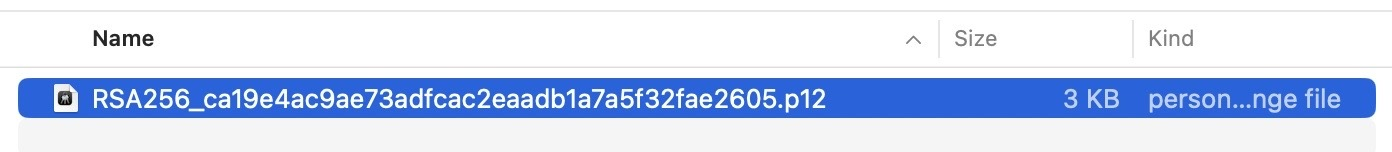 Name Size Kind
RSA256_ca19e4ac9ae73adfcac2eaadb1a7a5f32fae2605.p12 3 KB person...nge file